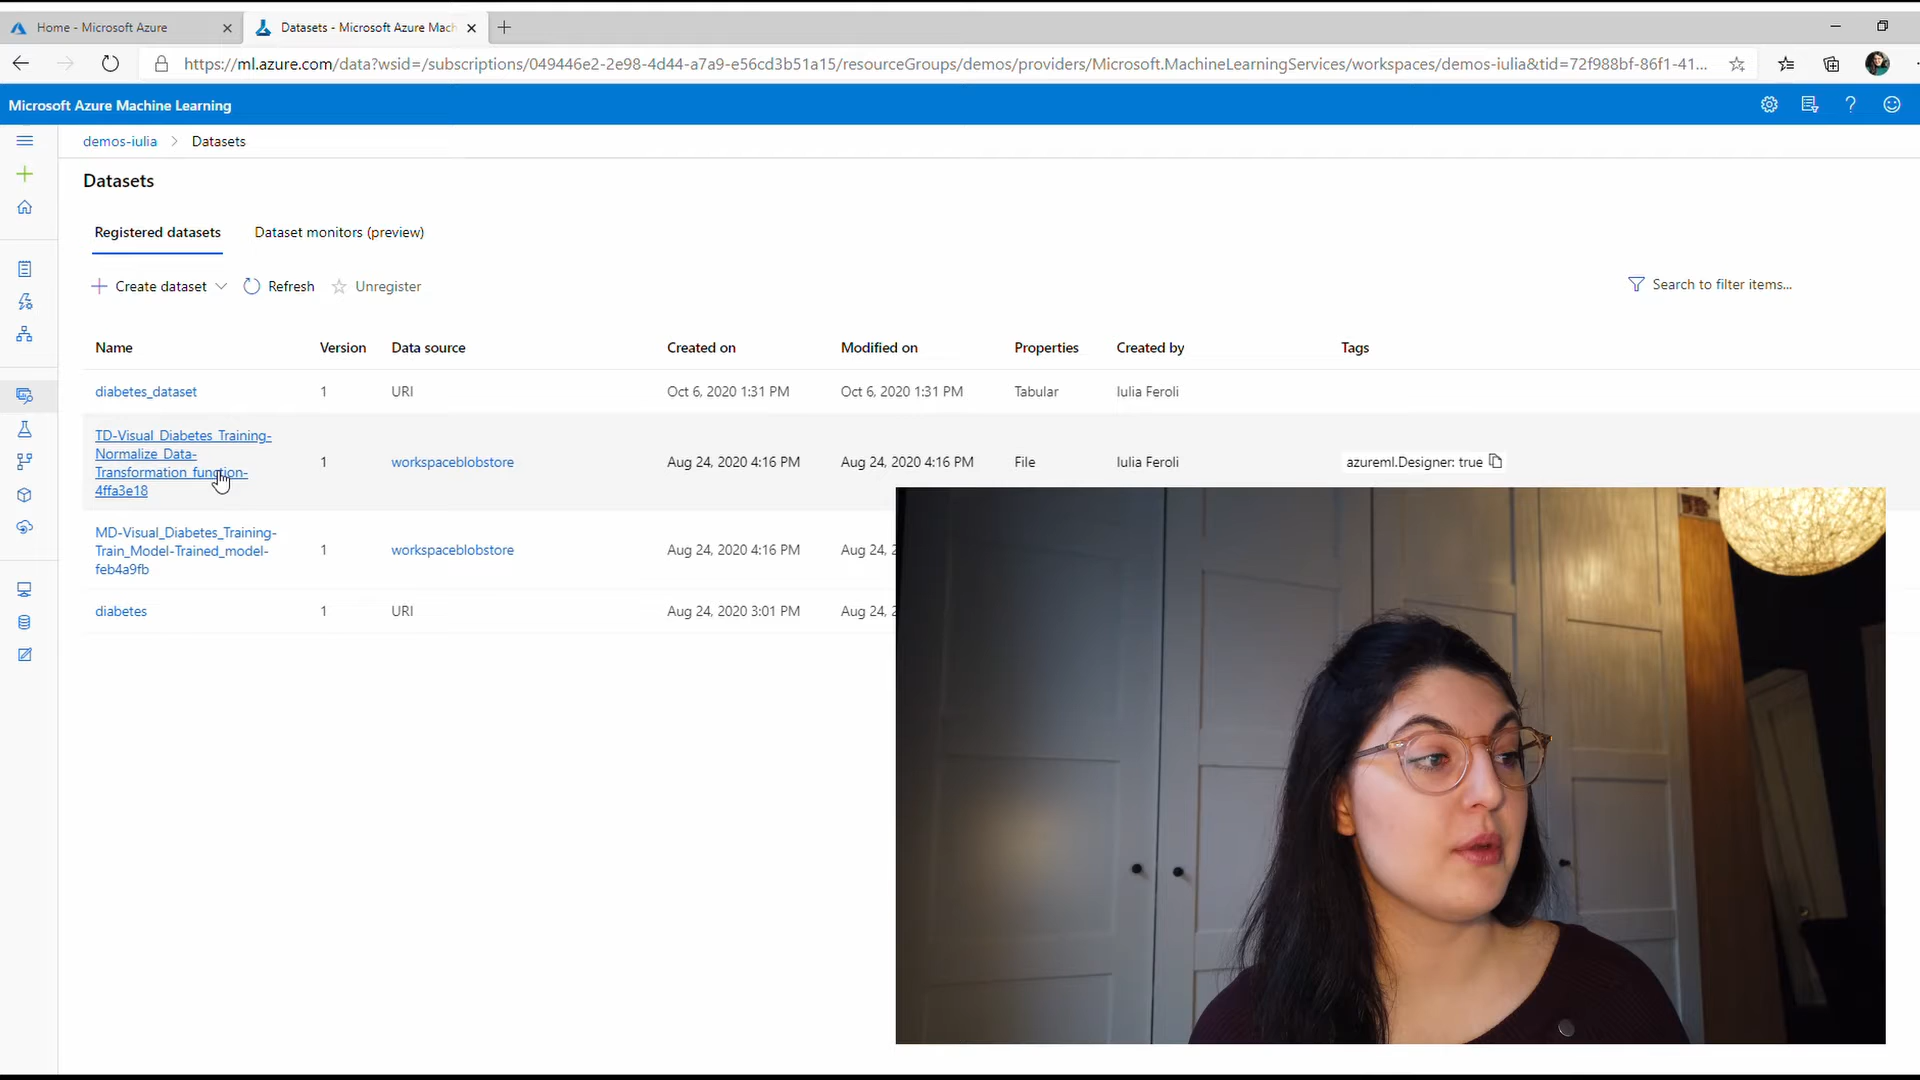 Home - Microsoft Azure
Datasets - Microsoft Azure Mach
https://ml.azure.com/data?wsid=/subscriptions/049446e2-2e98-4d44-a7a9-e56cd3b51a15/resourceGroups/demos/providers/Microsoft.MachineLearningServices/workspaces/demos-iulia&tid=72f988bf-86f1-41...
Microsoft Azure Machine Learning
demos-iulia > Datasets
Datasets
Registered datasets Dataset monitors (preview)
Create dataset Refresh Unregister Search to filter items...
Name Version Data source Created on Modified on Properties Created by Tags
diabetes_dataset 1 URI Oct 6, 2020 1:31 PM Oct 6, 2020 1:31 PM Tabular Iulia Feroli
TD-Visual_Diabetes_Training-
Normalize_Data-
Transformation_function-
4ffa3e18
1 workspaceblobstore Aug 24, 2020 4:16 PM Aug 24, 2020 4:16 PM File Iulia Feroli azureml.Designer: true
MD-Visual_Diabetes_Training-
Train_Model-Trained_model-
feb4a9fb
1 workspaceblobstore Aug 24, 2020 4:16 PM Aug 24, 2
diabetes 1 URI Aug 24, 2020 3:01 PM Aug 24, 2